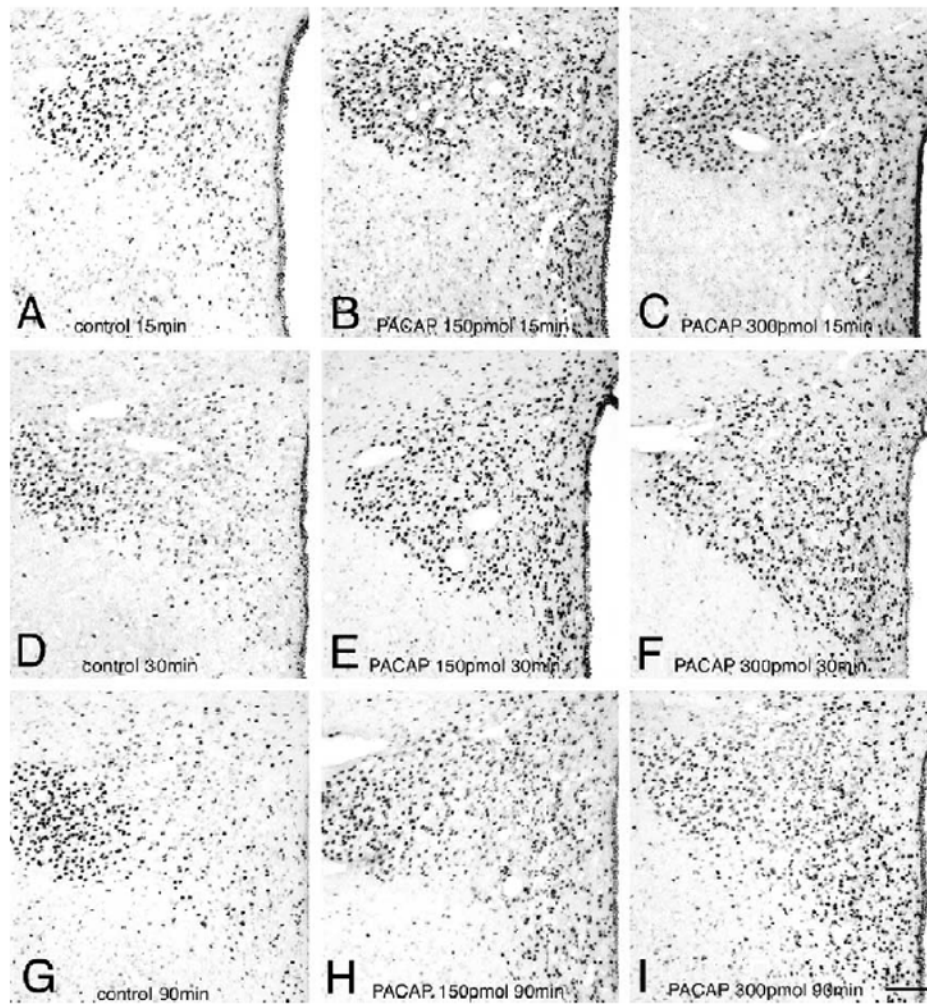 A control 15min
B PACAP 150pmol 15min
C PACAP 300pmol 15min
D control 30min
E PACAP 150pmol 30min
F PACAP 300pmol 30min
G control 90min
H PACAP 150pmol 90min
I PACAP 300pmol 90min